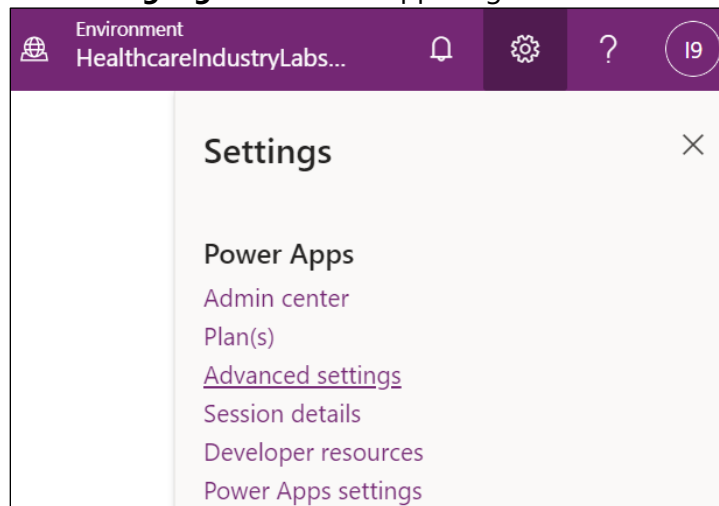 Environment
HealthcareIndustryLabs...
?
I9
Settings
Power Apps
Admin center
Plan(s)
Advanced settings
Session details
Developer resources
Power Apps settings